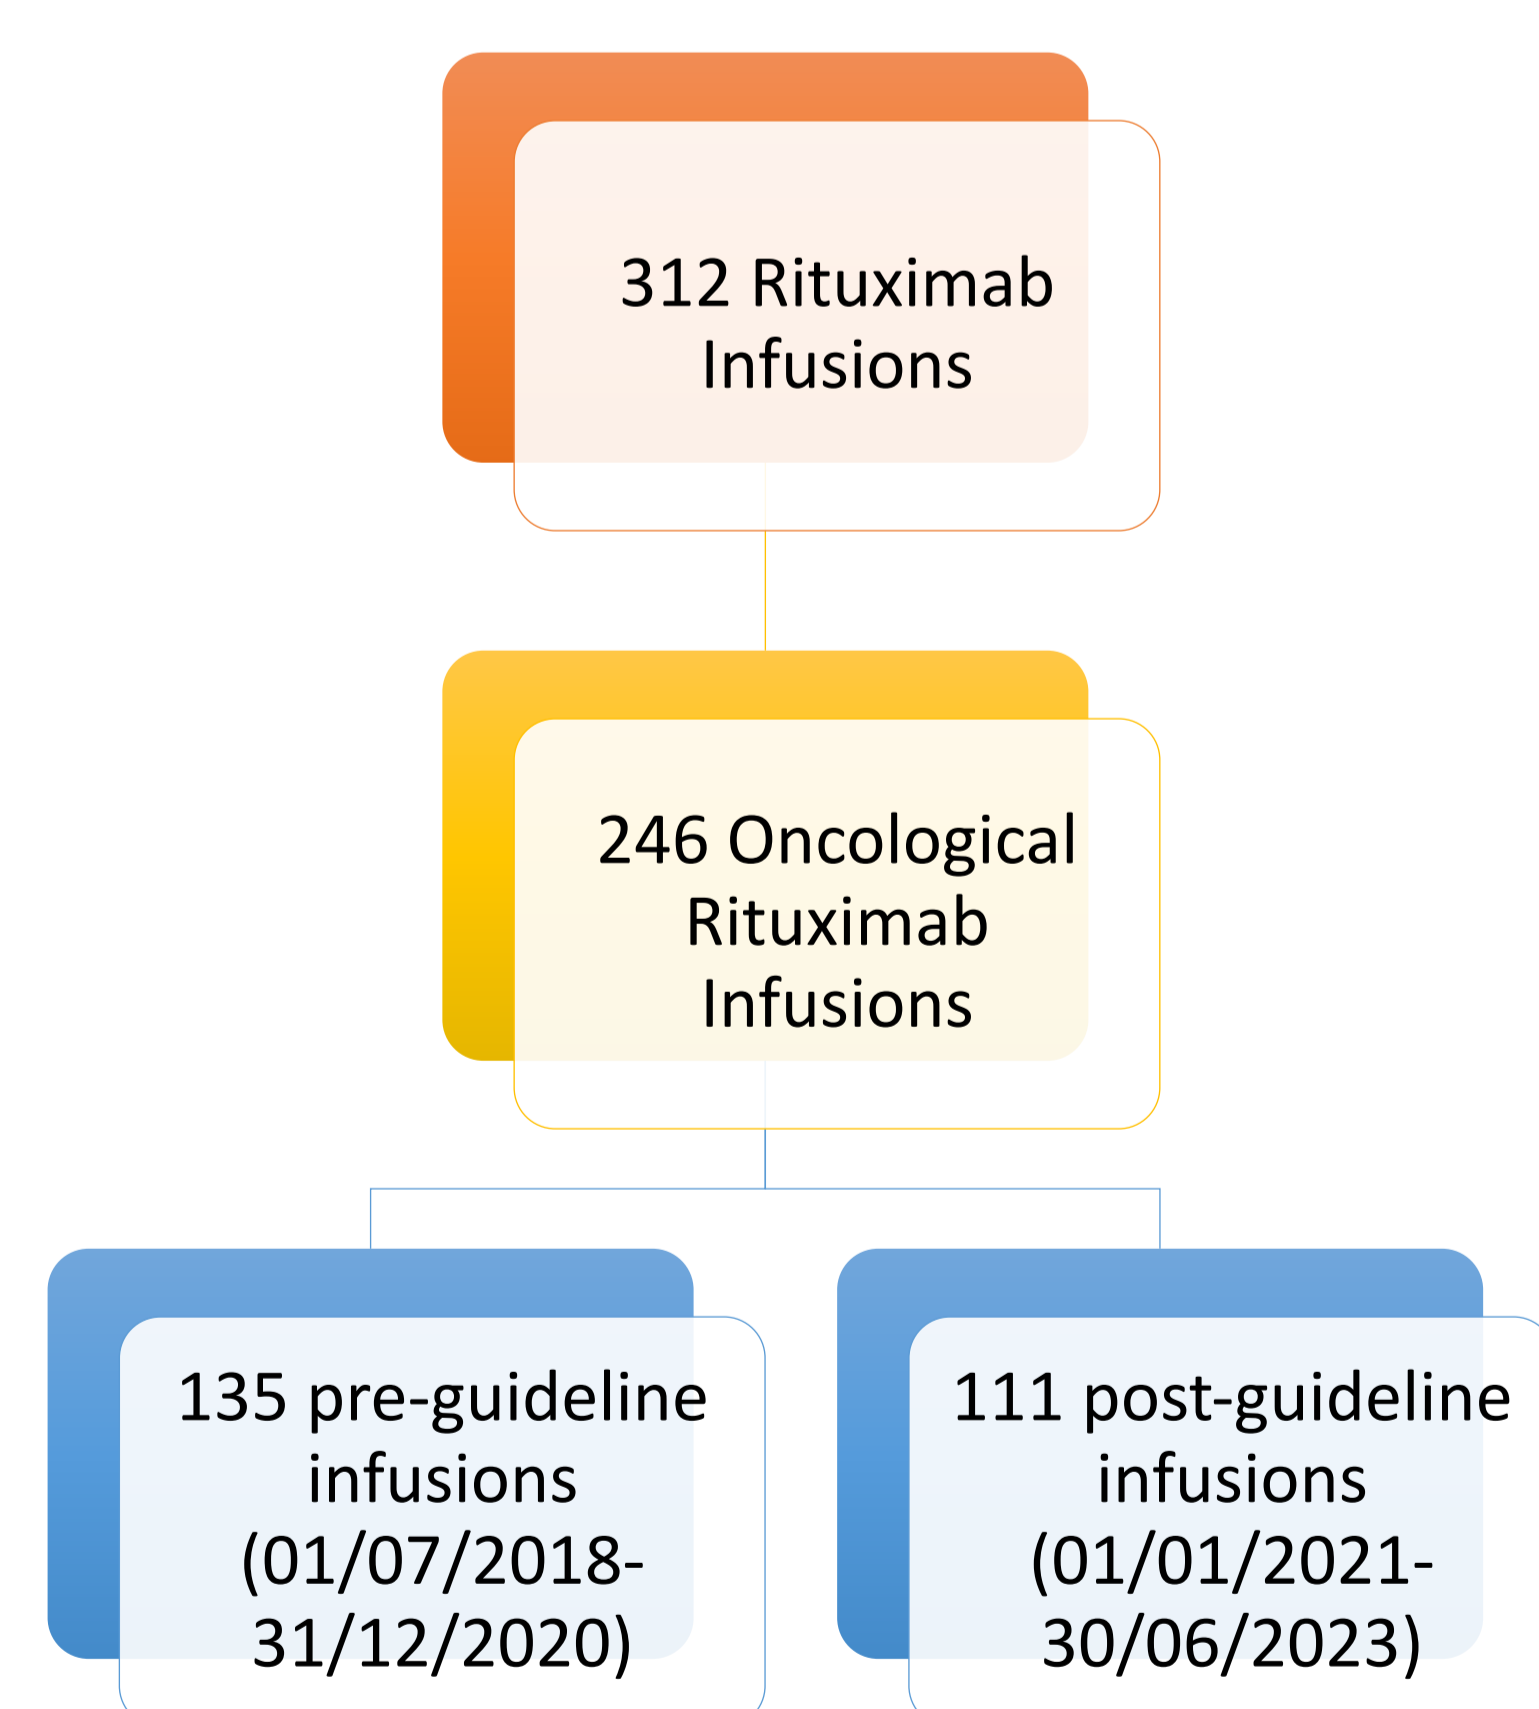 312 Rituximab
Infusions
246 Oncological
Rituximab
Infusions
135 pre-guideline
infusions
(01/07/2018-
31/12/2020)
111 post-guideline
infusions
(01/01/2021-
30/06/2023)